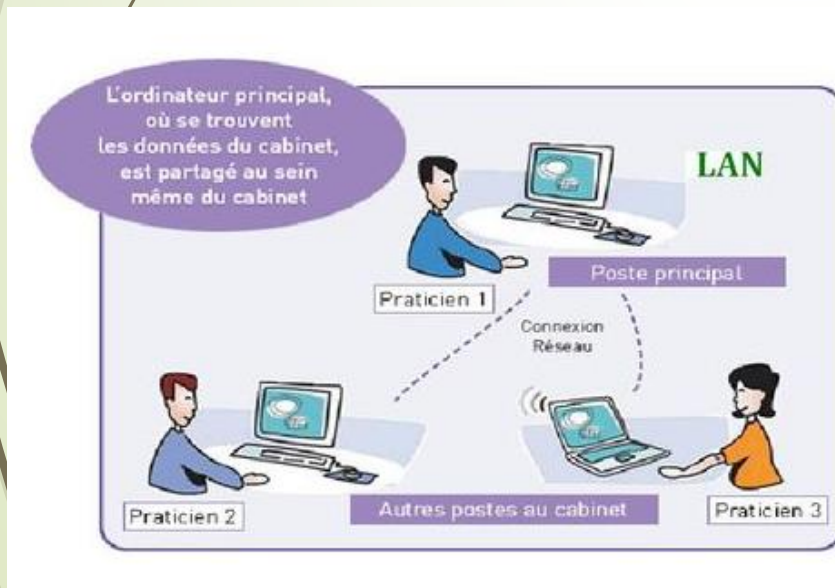 L'ordinateur principal,
où se trouvent
les données du cabinet,
est partagé au sein
même du cabinet
LAN
Poste principal
Praticien 1
Connexion
Réseau
Praticien 2
Autres postes au cabinet
Praticien 3